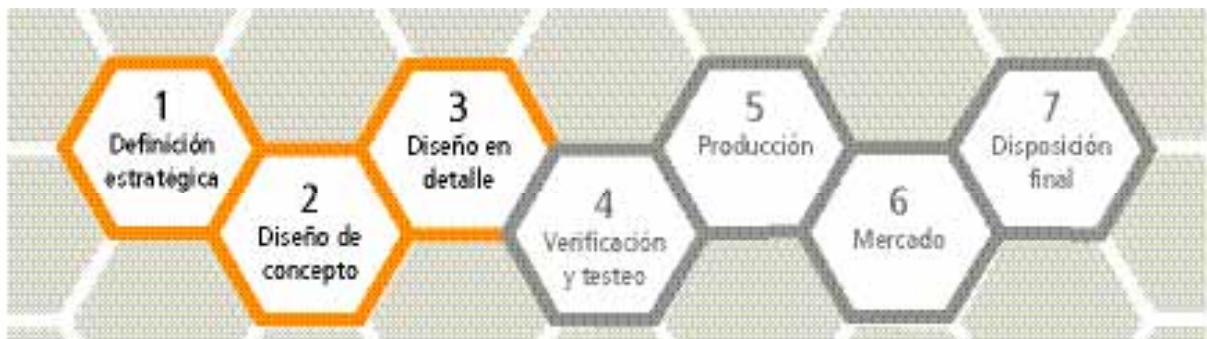 1
Definición
estratégica
2
Diseño de
concepto
3
Diseño en
detalle
4
Verificación
y testeo
5
Producción
6
Mercado
7
Disposición
final